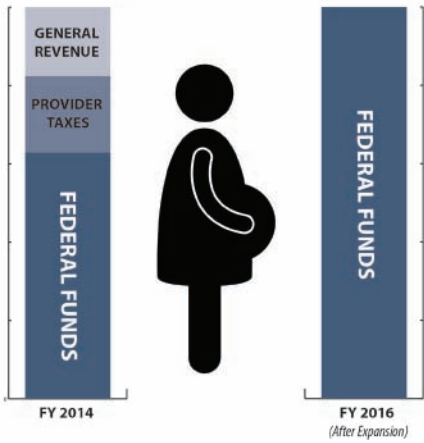 GENERAL
REVENUE
PROVIDER
TAXES
FEDERAL FUNDS
FY 2014
FEDERAL FUNDS
FY 2016
(After Expansion)